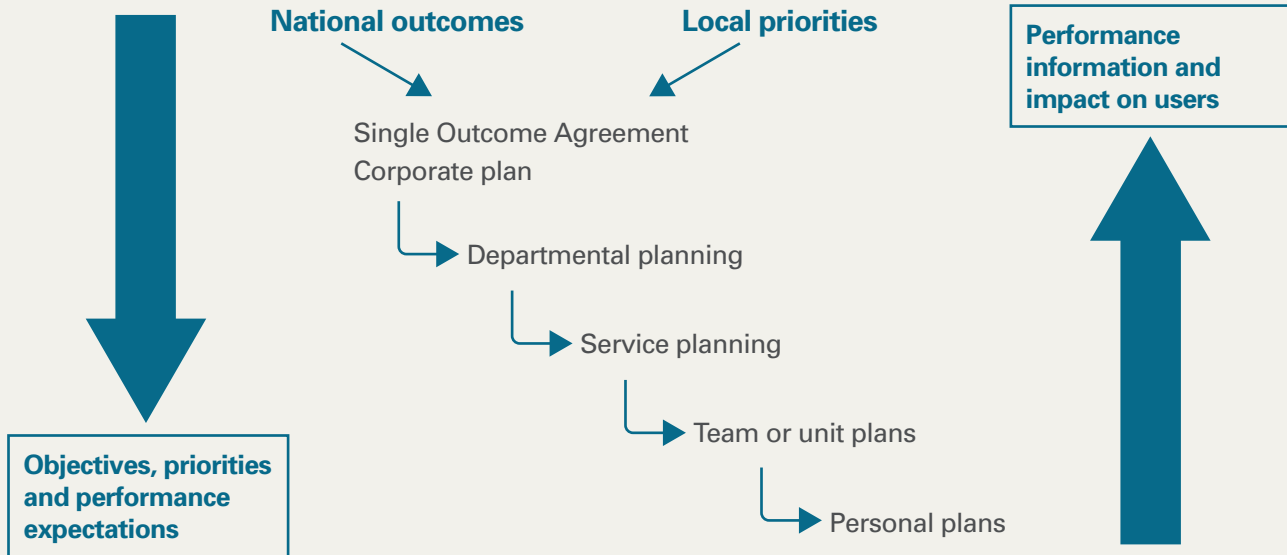 National outcomes
Local priorities
Performance
information and
impact on users
Single Outcome Agreement
Corporate plan
Departmental planning
Service planning
Team or unit plans
Objectives, priorities
and performance
expectations
Personal plans